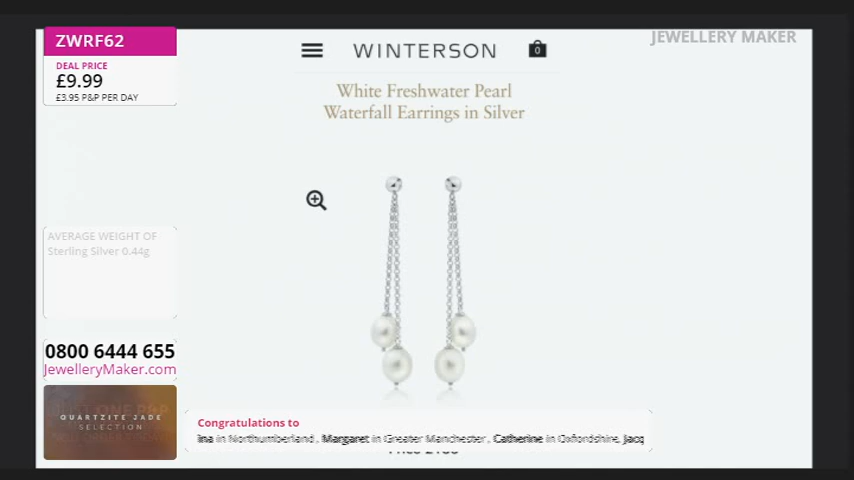 ZWRF62
DEAL PRICE
£9.99
£3.95 P&P PER DAY
JEWELLERY MAKER
WINTERSON
0
White Freshwater Pearl
Waterfall Earrings in Silver
AVERAGE WEIGHT OF
Sterling Silver 0.44g
0800 6444 655
JewelleryMaker.com
QUARTZITE JADE
SELECTION
Congratulations to
ina in Northumberland, Margaret in Greater Manchester, Catherine in Oxfordshire, Jacq